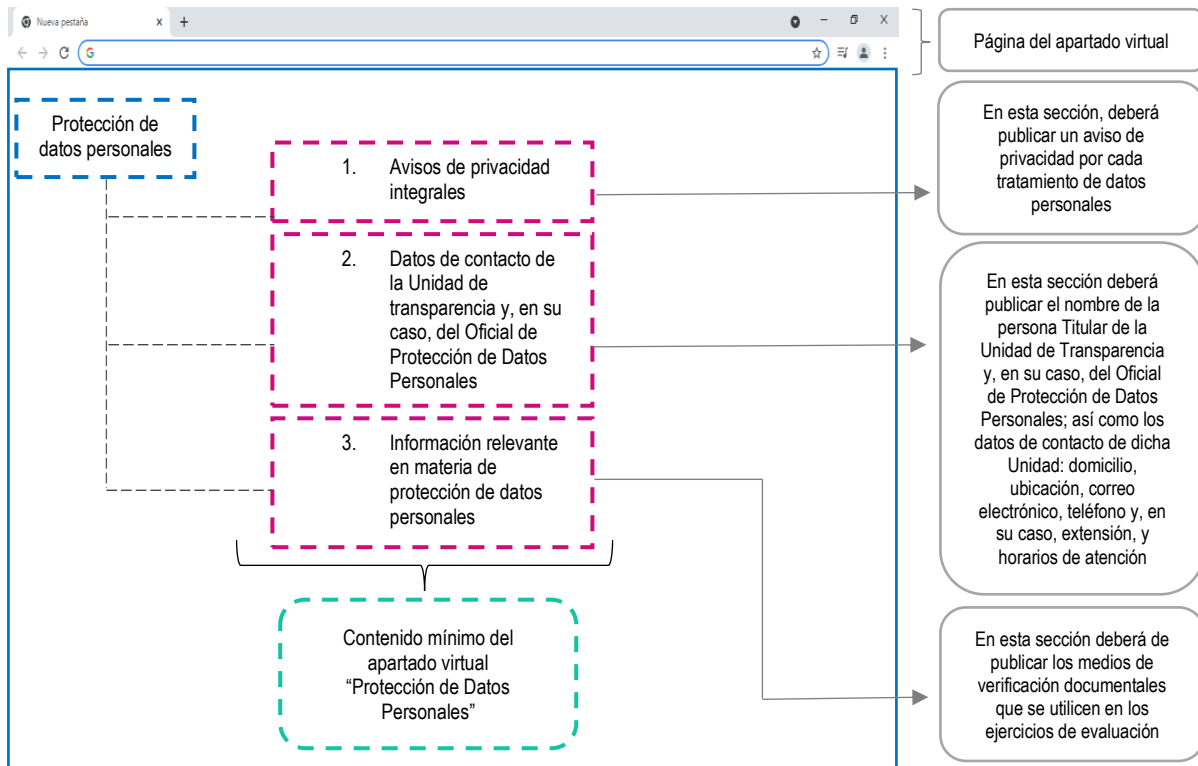 Nueva pestaña
Página del apartado virtual
Protección de
datos personales
1. Avisos de privacidad
integrales
En esta sección, deberá
publicar un aviso de
privacidad por cada
tratamiento de datos
personales
2. Datos de contacto de
la Unidad de
transparencia y, en su
caso, del Oficial de
Protección de Datos
Personales
En esta sección deberá
publicar el nombre de la
persona Titular de la
Unidad de Transparencia
y, en su caso, del Oficial
de Protección de Datos
Personales; así como los
datos de contacto de dicha
Unidad: domicilio,
ubicación, correo
electrónico, teléfono y, en
su caso, extensión, y
horarios de atención
3. Información relevante
en materia de
protección de datos
personales
Contenido mínimo del
apartado virtual
“Protección de Datos
Personales”
En esta sección deberá de
publicar los medios de
verificación documentales
que se utilicen en los
ejercicios de evaluación